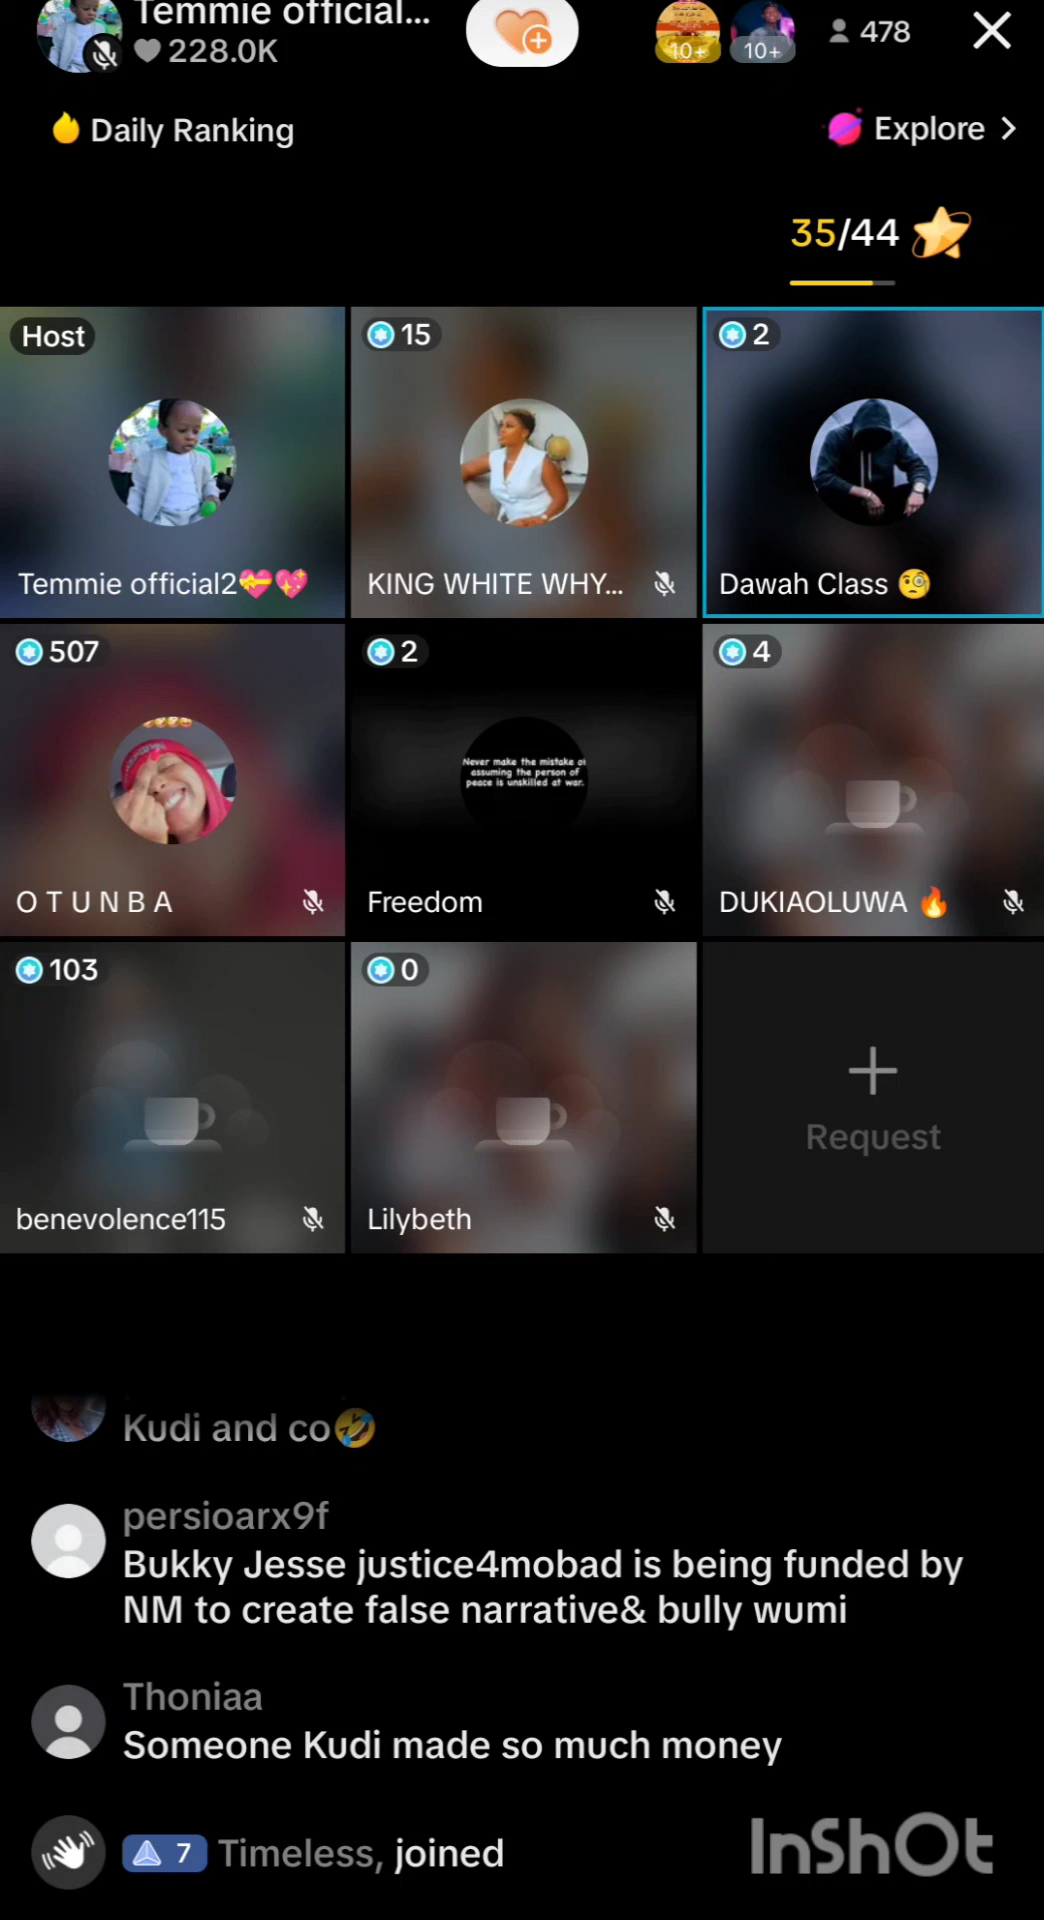 Temmie official...
228.0K
10+
10+
478
Daily Ranking
Explore
35/44
Host
15
2
Temmie official2💝💖
KING WHITE WHY...
Dawah Class 🧐
507
2
4
Never make the mistake of
assuming the person of
peace is unskilled at war.
O T U N B A
Freedom
DUKIAOLUWA 🔥
103
0
Request
benevolence115
Lilybeth
Kudi and co🤣
persioarx9f
Bukky Jesse justice4mobad is being funded by
NM to create false narrative& bully wumi
Thoniaa
Someone Kudi made so much money
7 Timeless, joined
InShOt